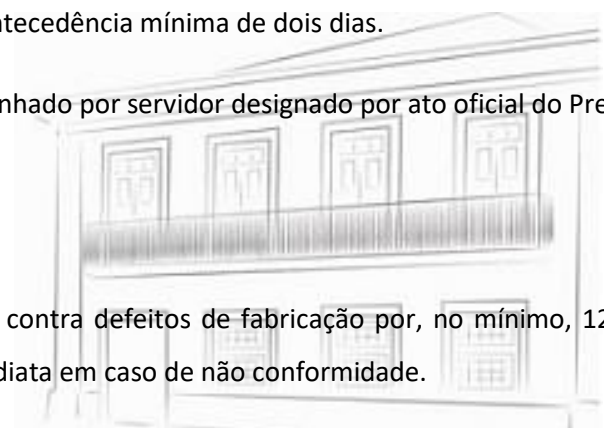 ntecedência mínima de dois dias.
nhado por servidor designado por ato oficial do Pre
contra defeitos de fabricação por, no mínimo, 12
diata em caso de não conformidade.